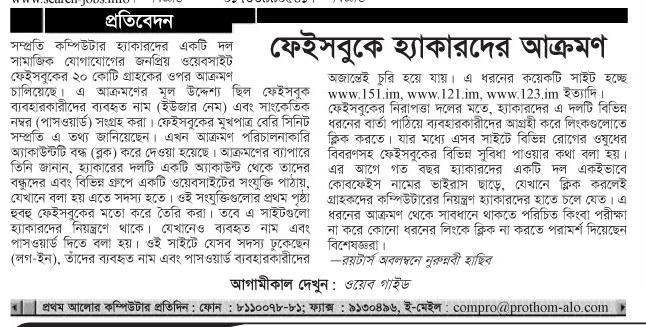 প্রতিবেদন
ফেইসবুকে হ্যাকারদের আক্রমণ
সম্প্রতি কম্পিউটার হ্যাকারদের একটি দল
সামাজিক যোগাযোগের জনপ্রিয় ওয়েবসাইট
ফেইসবুকের ২০ কোটি গ্রাহকের ওপর আক্রমণ
চালিয়েছে। এ আক্রমণের মূল উদ্দেশ্য ছিল ফেইসবুক
ব্যবহারকারীদের ব্যবহৃত নাম (ইউজার নেম) এবং সাংকেতিক
নম্বর (পাসওয়ার্ড) সংগ্রহ করা। ফেইসবুকের মুখপাত্র বেরি সিনিট
সম্প্রতি এ তথ্য জানিয়েছেন। এখন আক্রমণ পরিচালনাকারি
অ্যাকাউন্টটি বন্ধ (ব্লক) করে দেওয়া হয়েছে। আক্রমণের ব্যাপারে
তিনি জানান, হ্যাকারের দলটি একটি অ্যাকাউন্ট থেকে তাদের
বন্ধুদের এবং বিভিন্ন গ্রুপে একটি ওয়েবসাইটের সংযুক্তি পাঠায়,
যেখানে বলা হয় এতে সদস্য হতে। ওই সংযুক্তিগুলোর প্রথম পৃষ্ঠা
হুবহু ফেইসবুকের মতো করে তৈরি করা। তবে এ সাইটগুলো
হ্যাকারদের নিয়ন্ত্রণে থাকে। যেখানেও ব্যবহৃত নাম এবং
পাসওয়ার্ড দিতে বলা হয়। ওই সাইটে যেসব সদস্য ঢুকেছেন
(লগ-ইন), তাঁদের ব্যবহৃত নাম এবং পাসওয়ার্ড ব্যবহারকারীদের
অজান্তেই চুরি হয়ে যায়। এ ধরনের কয়েকটি সাইট হচ্ছে
www.151.im, www.121.im, www.123.im ইত্যাদি।
ফেইসবুকের নিরাপত্তা দলের মতে, হ্যাকারদের এ দলটি বিভিন্ন
ধরনের বার্তা পাঠিয়ে ব্যবহারকারীদের আগ্রহী করে লিংকগুলোতে
ক্লিক করতে। যার মধ্যে এসব সাইটে বিভিন্ন রোগের ওষুধের
বিবরণসহ ফেইসবুকের বিভিন্ন সুবিধা পাওয়ার কথা বলা হয়।
এর আগে গত বছর হ্যাকারদের একটি দল একইভাবে
কোবফেইস নামের ভাইরাস ছাড়ে, যেখানে ক্লিক করলেই
গ্রাহকদের কম্পিউটারের নিয়ন্ত্রণ হ্যাকারদের হাতে চলে যেত। এ
ধরনের আক্রমণ থেকে সাবধানে থাকতে পরিচিত কিংবা পরীক্ষা
না করে কোনো ধরনের লিংকে ক্লিক না করতে পরামর্শ দিয়েছেন
বিশেষজ্ঞরা।
—রয়টার্স অবলম্বনে নুরুন্নবী হাছিব
আগামীকাল দেখুন : ওয়েব গাইড
প্রথম আলোর কম্পিউটার প্রতিদিন : ফোন : ৮১১০০৭৮-৮১; ফ্যাক্স : ৯১৩০৪৯৬, ই-মেইল : compro@prothom-alo.com